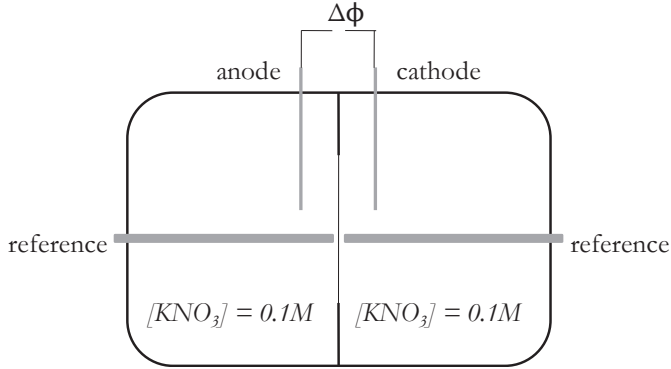 Δϕ
anode cathode
reference reference
[KNO₃] = 0.1M [KNO₃] = 0.1M